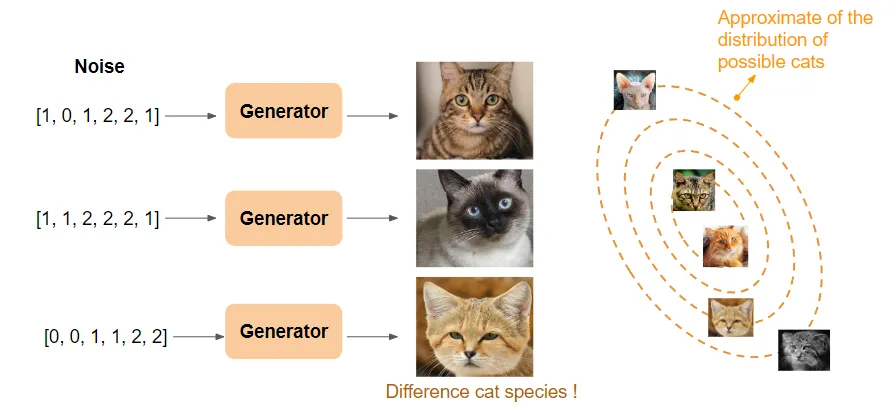 Approximate of the
distribution of
possible cats
Noise
[1, 0, 1, 2, 2, 1]
Generator
[1, 1, 2, 2, 2, 1]
Generator
[0, 0, 1, 1, 2, 2]
Generator
Difference cat species !